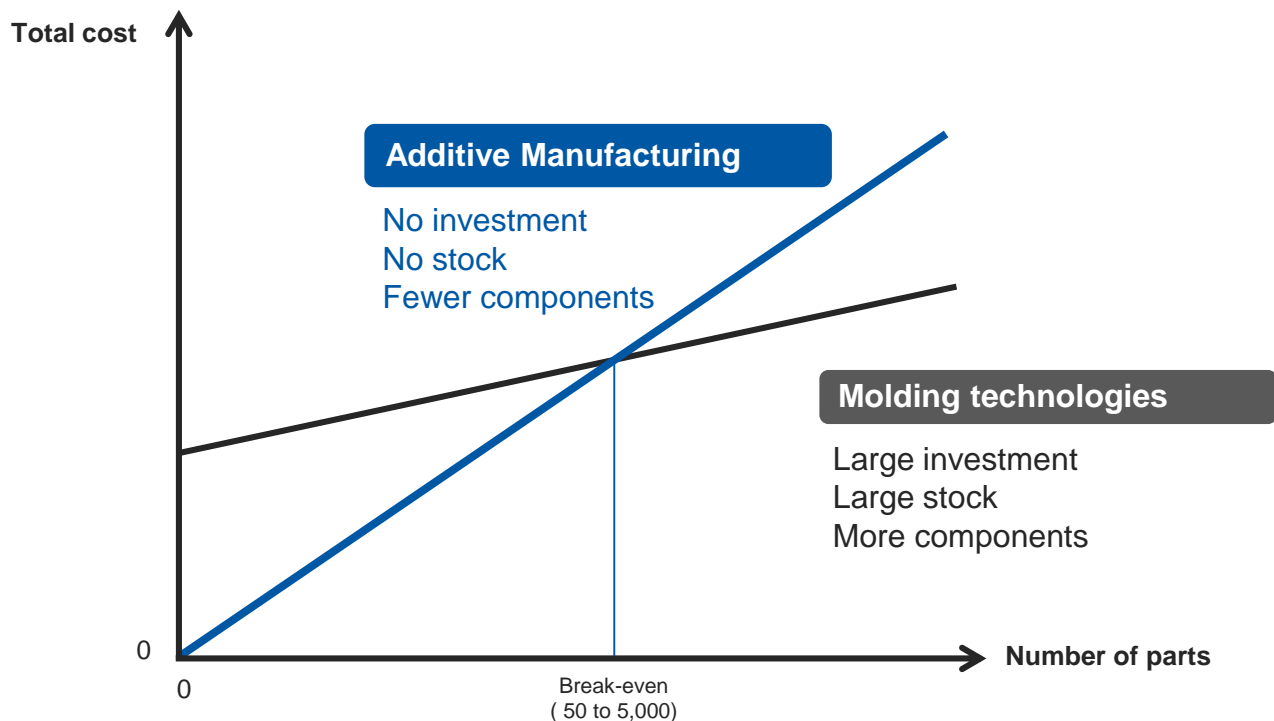 Total cost
Additive Manufacturing
No investment
No stock
Fewer components
Molding technologies
Large investment
Large stock
More components
0
Number of parts
0
Break-even
( 50 to 5,000)